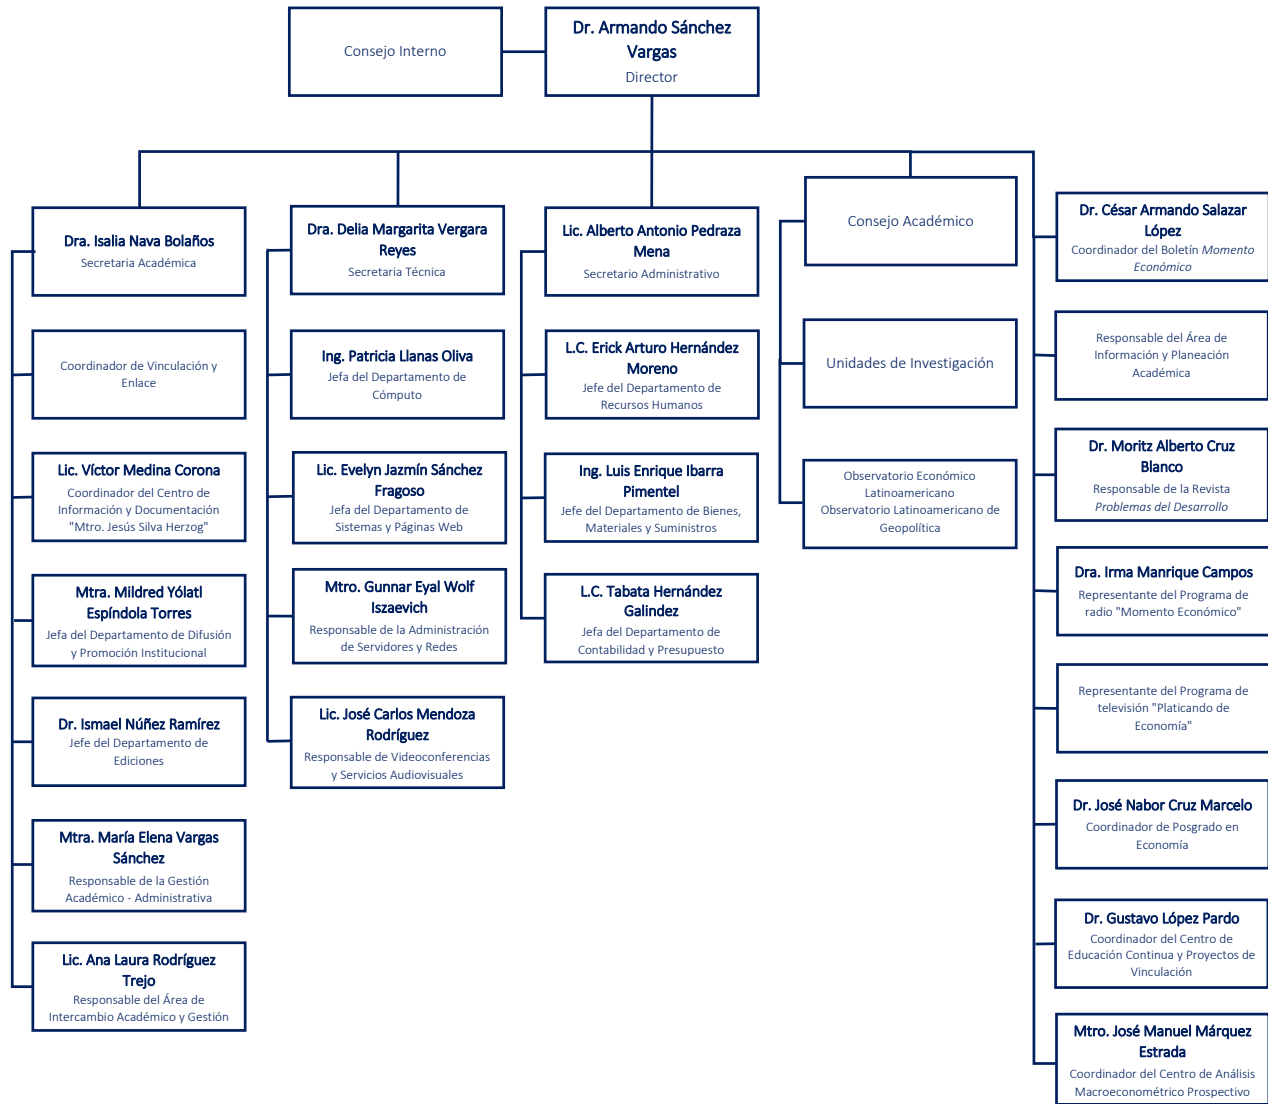 Consejo Interno
Dr. Armando Sánchez
Vargas
Director
Dra. Isalia Nava Bolaños
Secretaria Académica
Coordinador de Vinculación y
Enlace
Lic. Víctor Medina Corona
Coordinador del Centro de
Información y Documentación
"Mtro. Jesús Silva Herzog"
Mtra. Mildred Yólatl
Espíndola Torres
Jefa del Departamento de Difusión
y Promoción Institucional
Dr. Ismael Núñez Ramírez
Jefe del Departamento de
Ediciones
Mtra. María Elena Vargas
Sánchez
Responsable de la Gestión
Académico - Administrativa
Lic. Ana Laura Rodríguez
Trejo
Responsable del Área de
Intercambio Académico y Gestión
Dra. Delia Margarita Vergara
Reyes
Secretaria Técnica
Ing. Patricia Llanas Oliva
Jefa del Departamento de
Cómputo
Lic. Evelyn Jazmín Sánchez
Fragoso
Jefa del Departamento de
Sistemas y Páginas Web
Mtro. Gunnar Eyal Wolf
Iszaevich
Responsable de la Administración
de Servidores y Redes
Lic. José Carlos Mendoza
Rodríguez
Responsable de Videoconferencias
y Servicios Audiovisuales
Lic. Alberto Antonio Pedraza
Mena
Secretario Administrativo
L.C. Erick Arturo Hernández
Moreno
Jefe del Departamento de
Recursos Humanos
Ing. Luis Enrique Ibarra
Pimentel
Jefe del Departamento de Bienes,
Materiales y Suministros
L.C. Tabata Hernández
Galindez
Jefa del Departamento de
Contabilidad y Presupuesto
Consejo Académico
Unidades de Investigación
Observatorio Económico
Latinoamericano
Observatorio Latinoamericano de
Geopolítica
Dr. César Armando Salazar
López
Coordinador del Boletín Momento
Económico
Responsable del Área de
Información y Planeación
Académica
Dr. Moritz Alberto Cruz
Blanco
Responsable de la Revista
Problemas del Desarrollo
Dra. Irma Manrique Campos
Representante del Programa de
radio "Momento Económico"
Representante del Programa de
televisión "Platicando de
Economía"
Dr. José Nabor Cruz Marcelo
Coordinador de Posgrado en
Economía
Dr. Gustavo López Pardo
Coordinador del Centro de
Educación Continua y Proyectos de
Vinculación
Mtro. José Manuel Márquez
Estrada
Coordinador del Centro de Análisis
Macroeconométrico Prospectivo